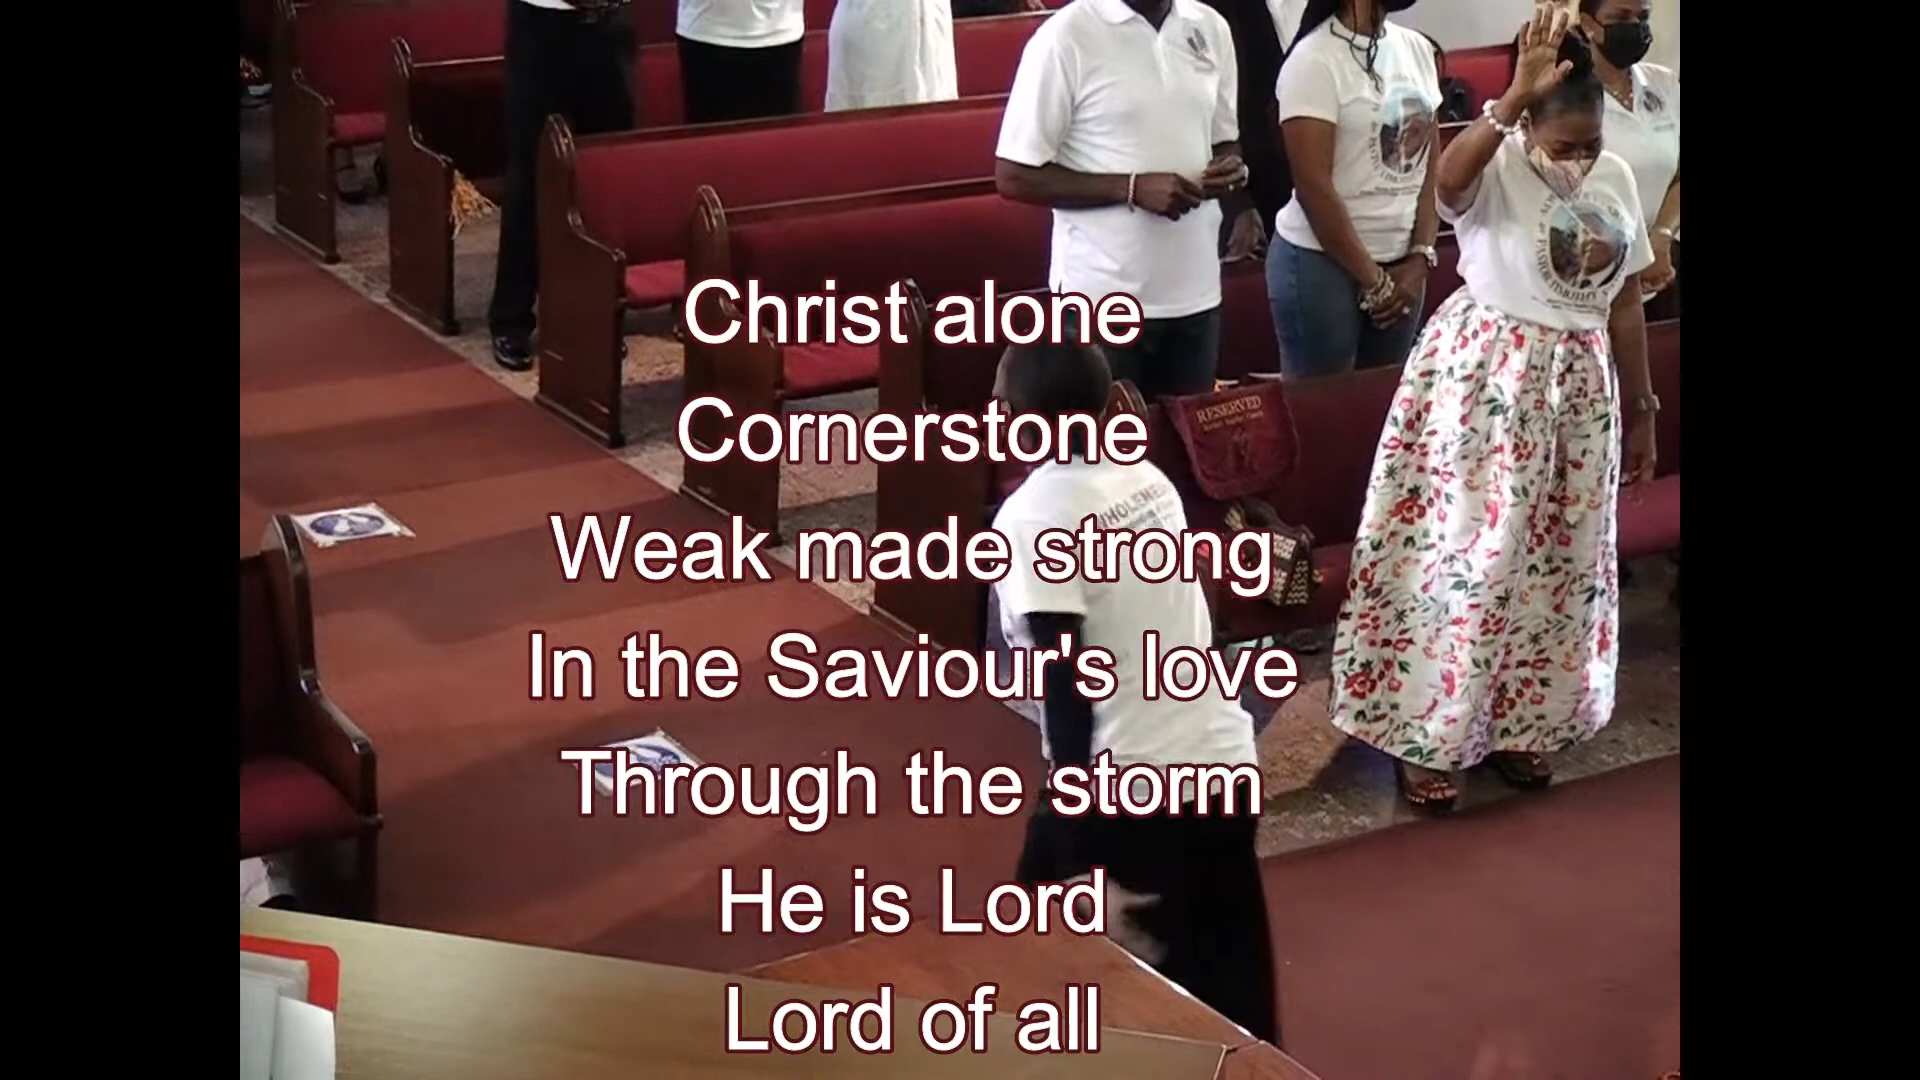 Christ alone
Cornerstone
Weak made strong
In the Saviour's love
Through the storm
He is Lord
Lord of all
RESERVED